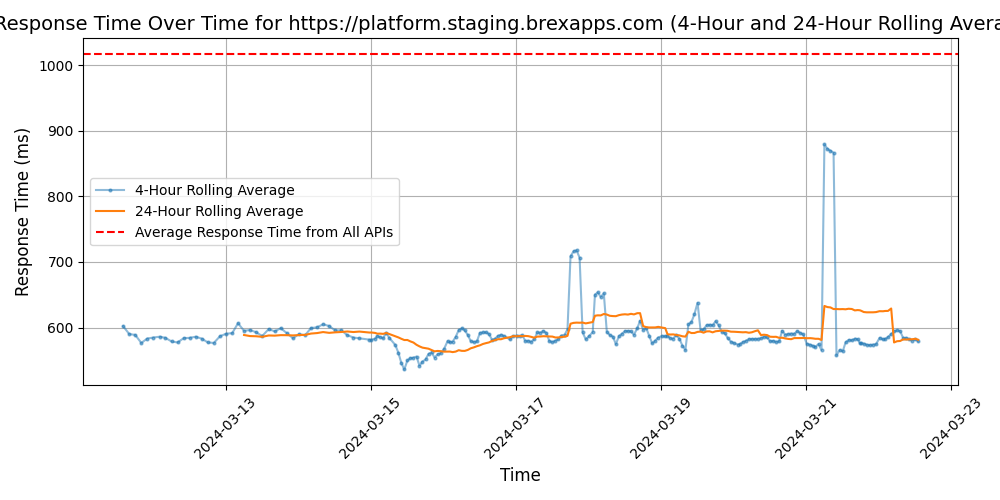 Response Time Over Time for https://platform.staging.brexapps.com (4-Hour and 24-Hour Rolling Avera
Response Time (ms)
1000
900
800
700
600
4-Hour Rolling Average
24-Hour Rolling Average
Average Response Time from All APIs
2024-03-13
2024-03-15
2024-03-17
2024-03-19
2024-03-21
2024-03-23
Time